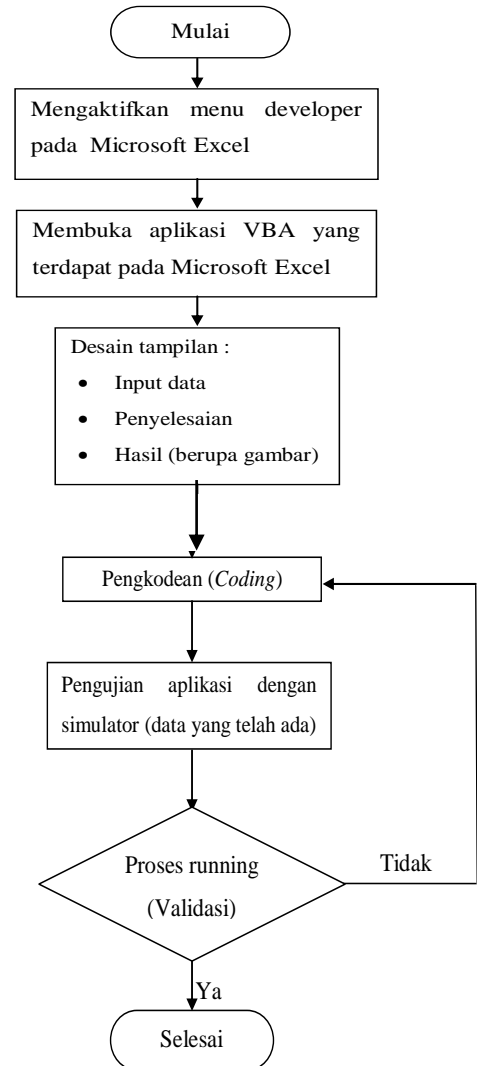 Mulai
Mengaktifkan menu developer
pada Microsoft Excel
Membuka aplikasi VBA yang
terdapat pada Microsoft Excel
Desain tampilan :
• Input data
• Penyelesaian
• Hasil (berupa gambar)
Pengkodean (Coding)
Pengujian aplikasi dengan
simulator (data yang telah ada)
Proses running
(Validasi)
Tidak
Ya
Selesai